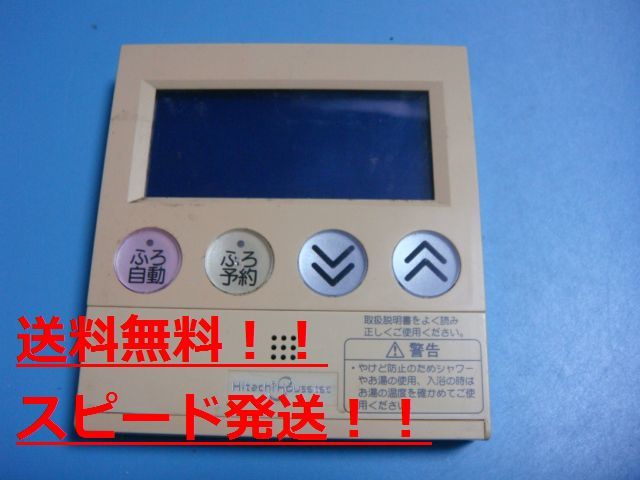 ふろ
自動
ふろ
予約
取扱説明書をよく読み
正しくご使用ください。
警告
・やけど防止のためシャワー
やお湯の使用、入浴の時は
お湯の温度を確かめてご使
用ください。
送料無料！！
スピード発送！！